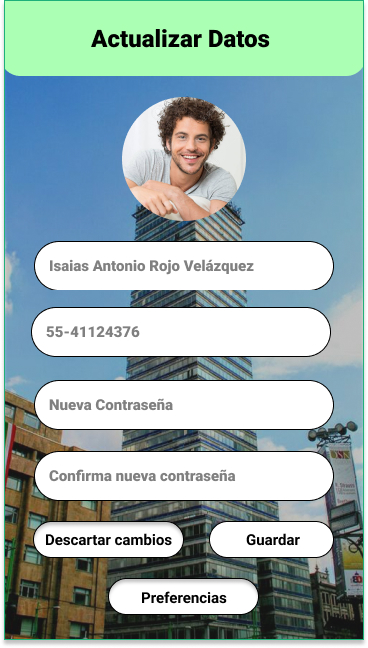 Actualizar Datos
Isaias Antonio Rojo Velázquez
55-41124376
Nueva Contraseña
Confirma nueva contraseña
Descartar cambios
Guardar
Preferencias